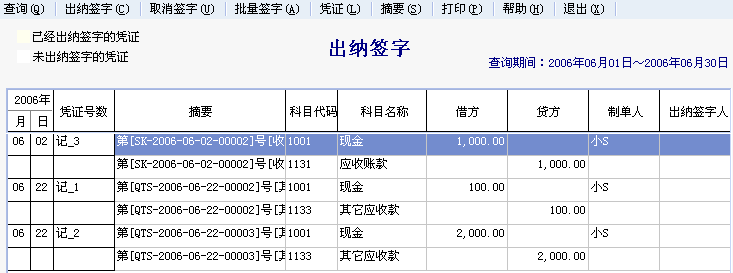 查询(Q) 出纳签字(C) 取消签字(U) 批量签字(A) 凭证(L) 摘要(S) 打印(P) 帮助(H) 退出(X)
已经出纳签字的凭证
未出纳签字的凭证
出纳签字
查询期间：2006年06月01日～2006年06月30日
2006年 凭证号数 摘要 科目代码 科目名称 借方 贷方 制单人 出纳签字人
月 日
06 02 记_3 第[SK-2006-06-02-00002]号[收 1001 现金 1,000.00 小S
第[SK-2006-06-02-00002]号[收 1131 应收账款 1,000.00
06 22 记_1 第[QTS-2006-06-22-00002]号[其 1001 现金 100.00 小S
第[QTS-2006-06-22-00002]号[其 1133 其它应收款 100.00
06 22 记_2 第[QTS-2006-06-22-00003]号[其 1001 现金 2,000.00 小S
第[QTS-2006-06-22-00003]号[其 1133 其它应收款 2,000.00